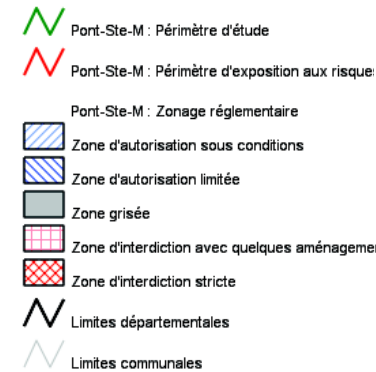 Pont-Ste-M : Périmètre d'étude
Pont-Ste-M : Périmètre d'exposition aux risques
Pont-Ste-M : Zonage réglementaire
Zone d'autorisation sous conditions
Zone d'autorisation limitée
Zone grisée
Zone d'interdiction avec quelques aménageme
Zone d'interdiction stricte
Limites départementales
Limites communales